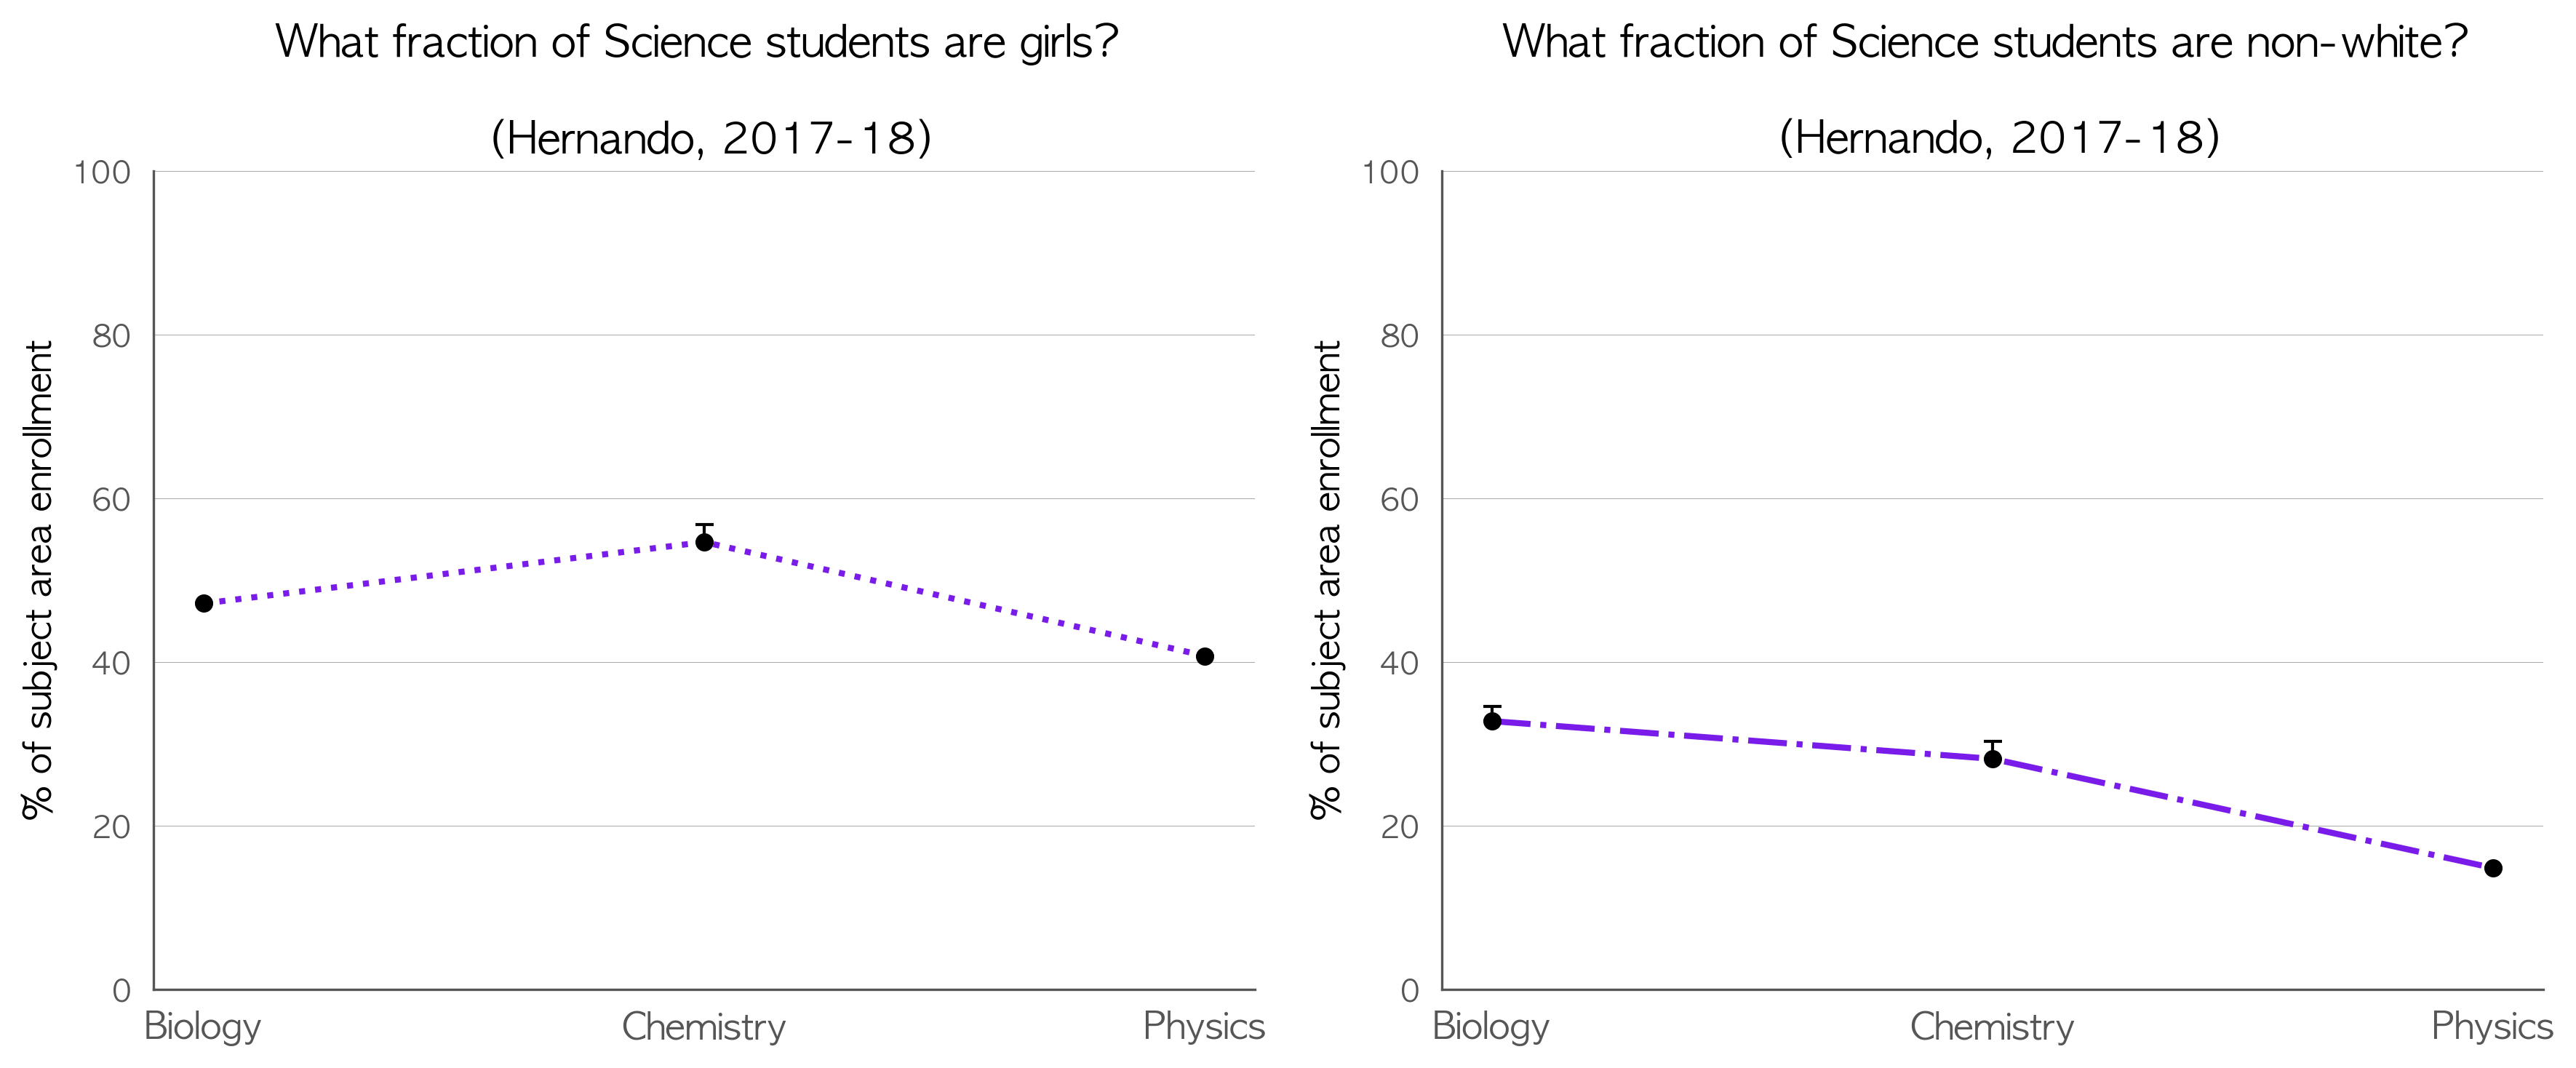 What fraction of Science students are girls?
(Hernando, 2017-18)
% of subject area enrollment
100
80
60
40
20
0
Biology
Chemistry
Physics
What fraction of Science students are non-white?
(Hernando, 2017-18)
% of subject area enrollment
100
80
60
40
20
0
Biology
Chemistry
Physics